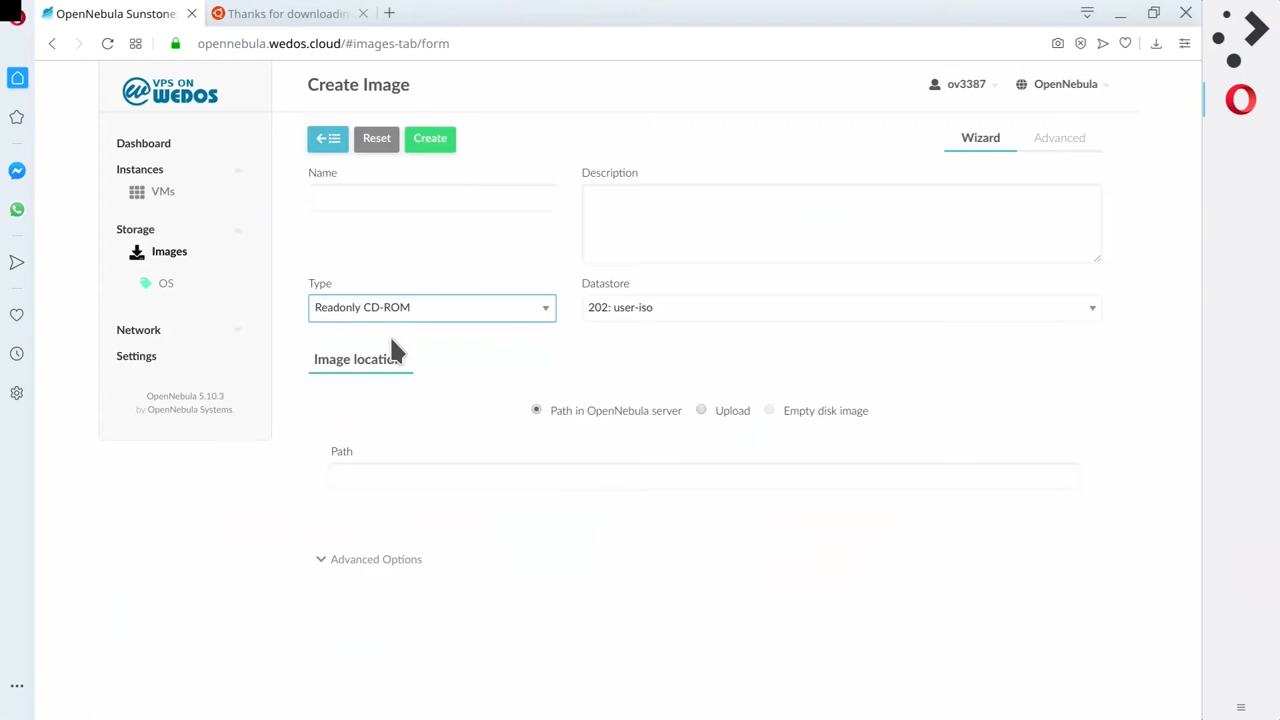 OpenNebula Sunstone:
Thanks for downloadin
opennebula.wedos.cloud/#images-tab/form
VPS ON
WEDOS
Create Image
ov3387
OpenNebula
Dashboard
Instances
VMs
Storage
Images
OS
Network
Settings
OpenNebula 5.10.3
by OpenNebula Systems.
Reset
Create
Wizard
Advanced
Name
Description
Type
Datastore
Readonly CD-ROM
202: user-iso
Image location
Path in OpenNebula server
Upload
Empty disk image
Path
Advanced Options